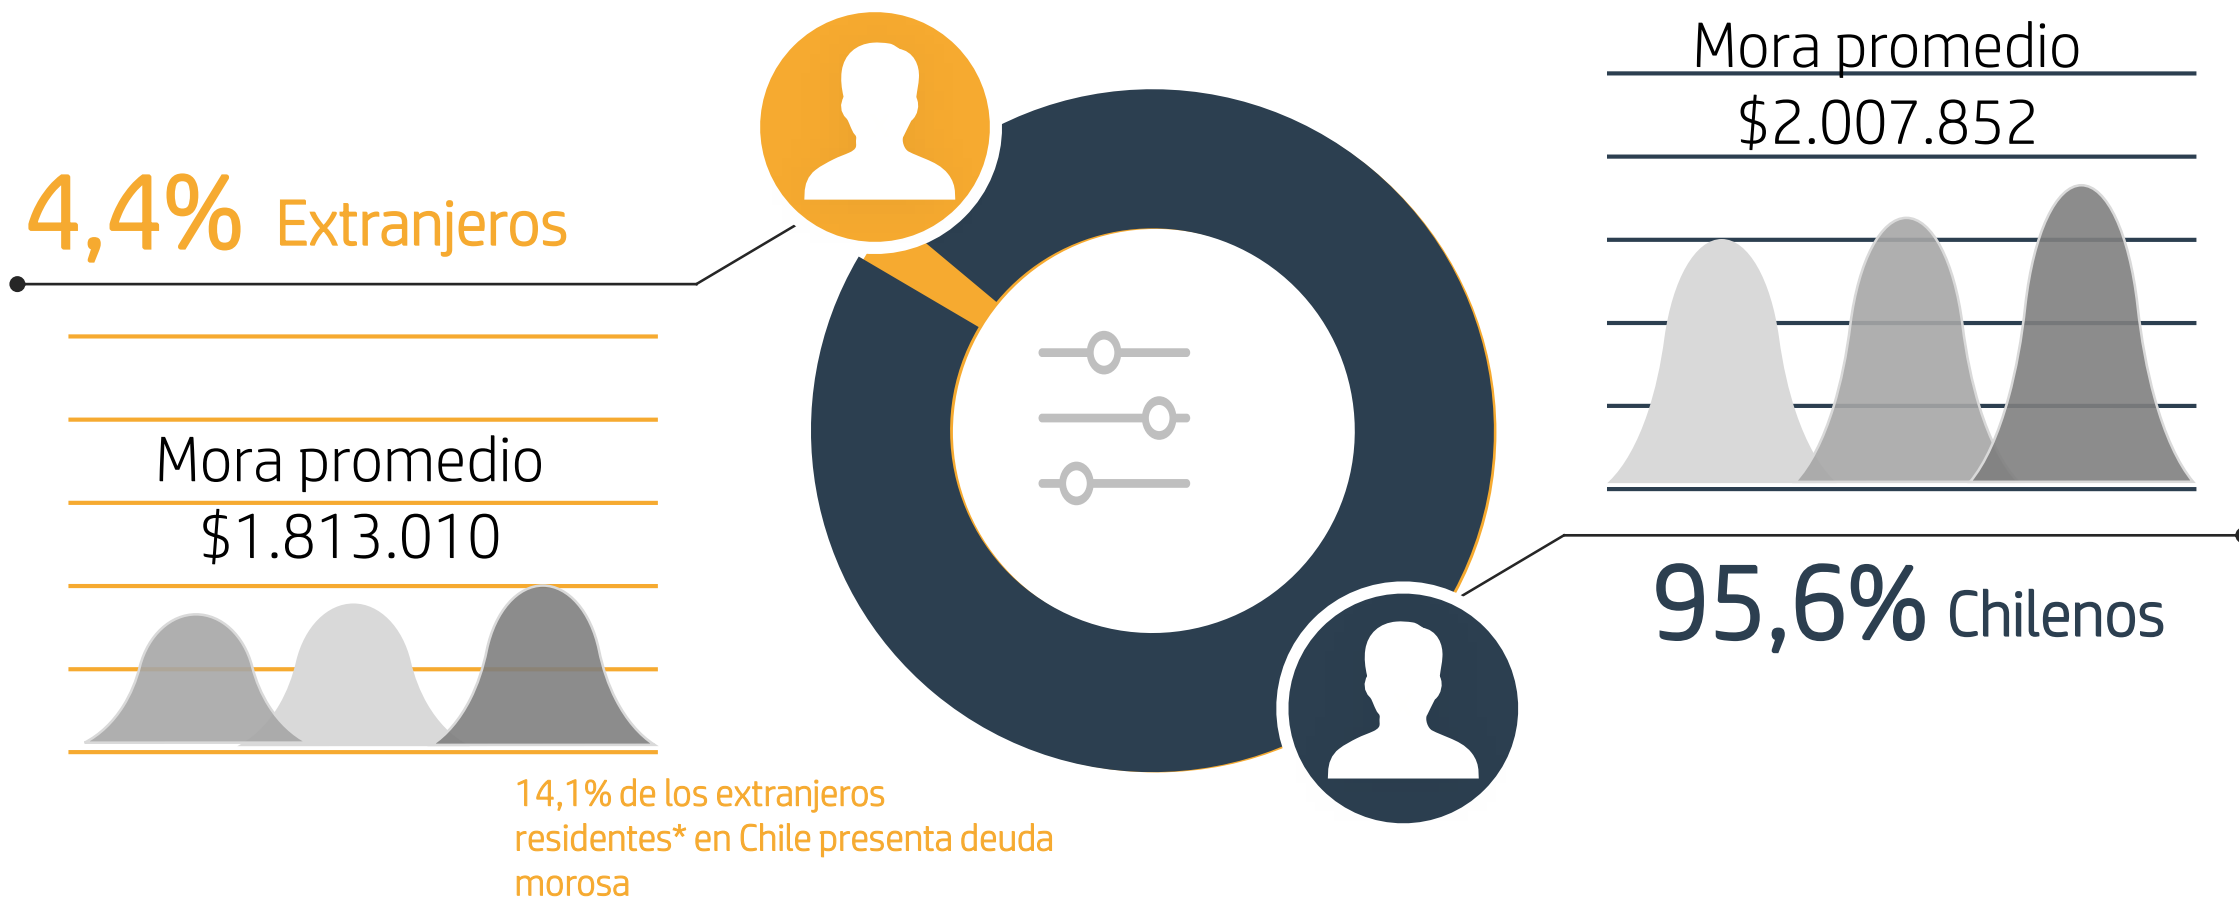 4,4% Extranjeros
Mora promedio
$1.813.010
14,1% de los extranjeros
residentes* en Chile presenta deuda
morosa
Mora promedio
$2.007.852
95,6% Chilenos